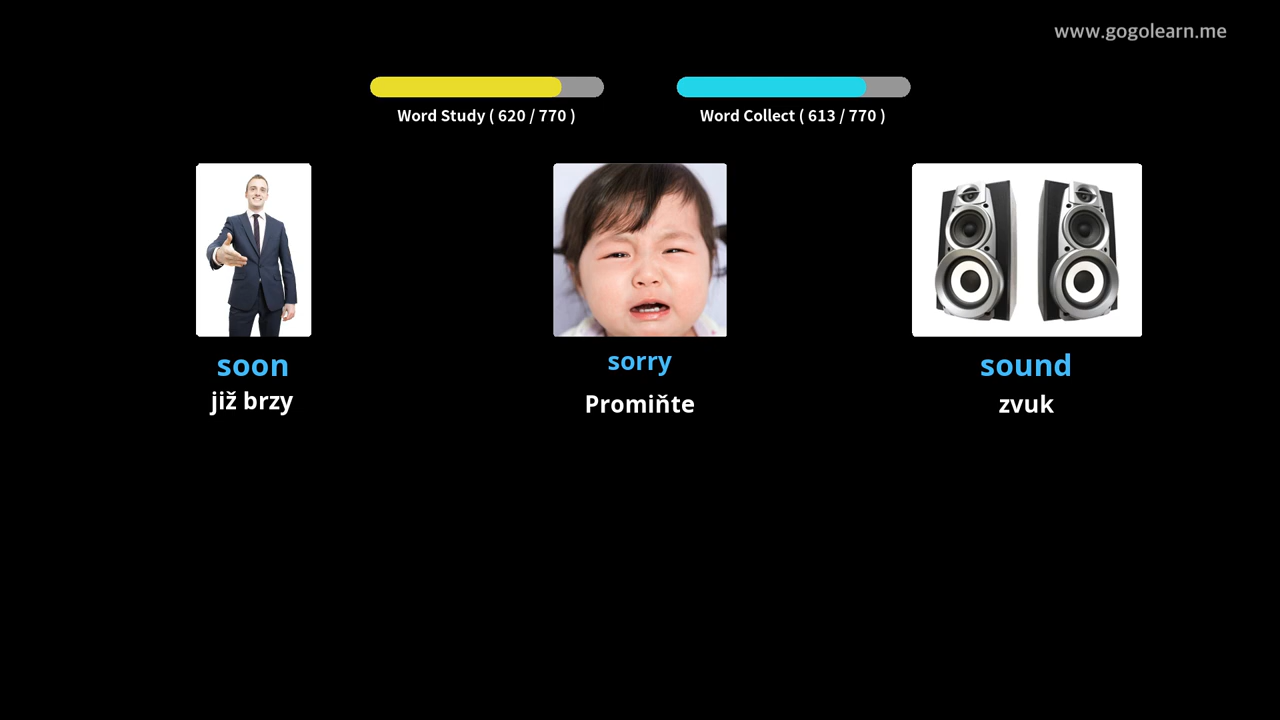 www.gogolearn.me
Word Study ( 620 / 770 )
Word Collect ( 613 / 770 )
soon
již brzy
sorry
Promiňte
sound
zvuk